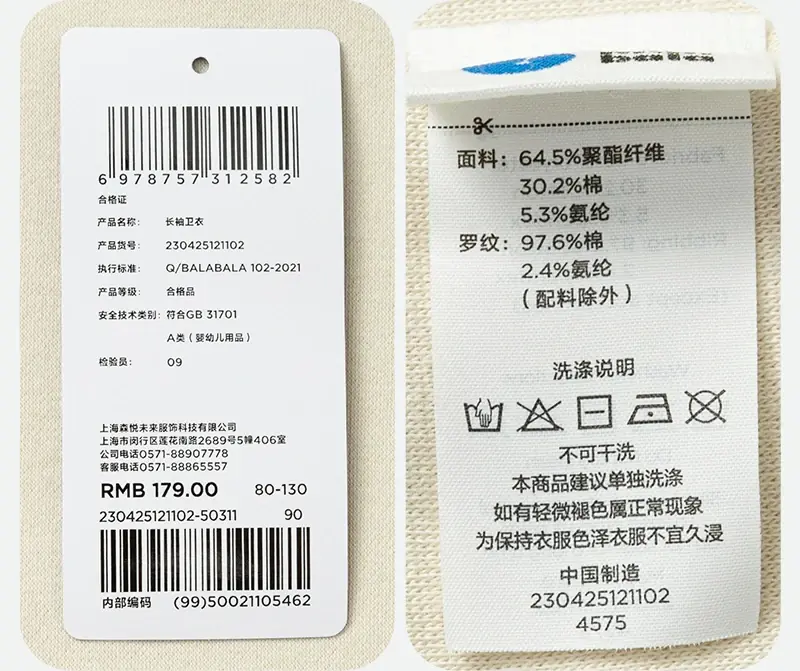 6 978757 312582
合格证
产品名称: 长袖卫衣
产品货号: 230425121102
执行标准: Q/BALABALA 102-2021
产品等级: 合格品
安全技术类别: 符合GB 31701
A类(婴幼儿用品)
检验员: 09
上海森悦未来服饰科技有限公司
上海市闵行区莲花南路2689号5幢406室
公司电话0571-88907778
客服电话0571-88865557
RMB 179.00 80-130
230425121102-50311 90
内部编码 (99)50021105462
面料: 64.5%聚酯纤维
30.2%棉
5.3%氨纶
罗纹: 97.6%棉
2.4%氨纶
(配料除外)
洗涤说明
不可干洗
本商品建议单独洗涤
如有轻微褪色属正常现象
为保持衣服色泽衣服不宜久浸
中国制造
230425121102
4575